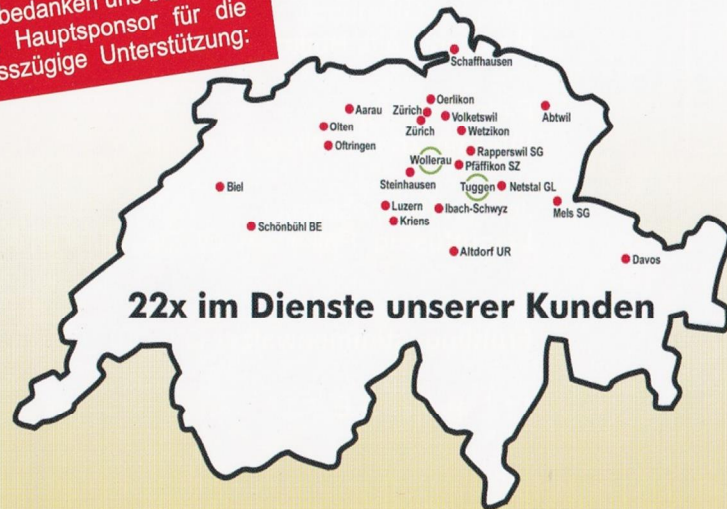 bedanken uns
Hauptsponsor für die
Unterstützung:
Schaffhausen
Oerlikon
Aarau
Zürich
Volketswil
Abtwil
Olten
Zürich
Wetzikon
Oftringen
Rapperswil SG
Wollerau
Pfäffikon SZ
Steinhausen
Tuggen
Netstal GL
Biel
Luzern
Ibach-Schwyz
Mels SG
Kriens
Schönbühl BE
Altdorf UR
Davos
22x im Dienste unserer Kunden